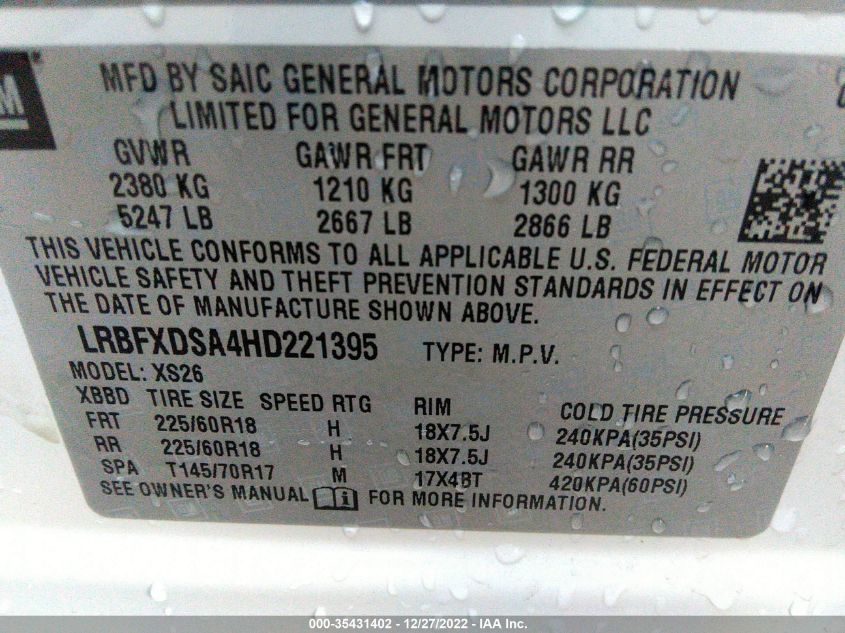 M
MFD BY SAIC GENERAL MOTORS CORPORATION
LIMITED FOR GENERAL MOTORS LLC
GVWR GAWR FRT GAWR RR
2380 KG 1210 KG 1300 KG
5247 LB 2667 LB 2866 LB
THIS VEHICLE CONFORMS TO ALL APPLICABLE U.S. FEDERAL MOTOR
VEHICLE SAFETY AND THEFT PREVENTION STANDARDS IN EFFECT ON
THE DATE OF MANUFACTURE SHOWN ABOVE.
LRBFXDSA4HD221395 TYPE: M.P.V.
MODEL: XS26
XBBD TIRE SIZE SPEED RTG RIM COLD TIRE PRESSURE
FRT 225/60R18 H 18X7.5J 240KPA(35PSI)
RR 225/60R18 H 18X7.5J 240KPA(35PSI)
SPA T145/70R17 M 17X4BT 420KPA(60PSI)
SEE OWNER'S MANUAL i FOR MORE INFORMATION.
000-35431402 - 12/27/2022 - IAA Inc.